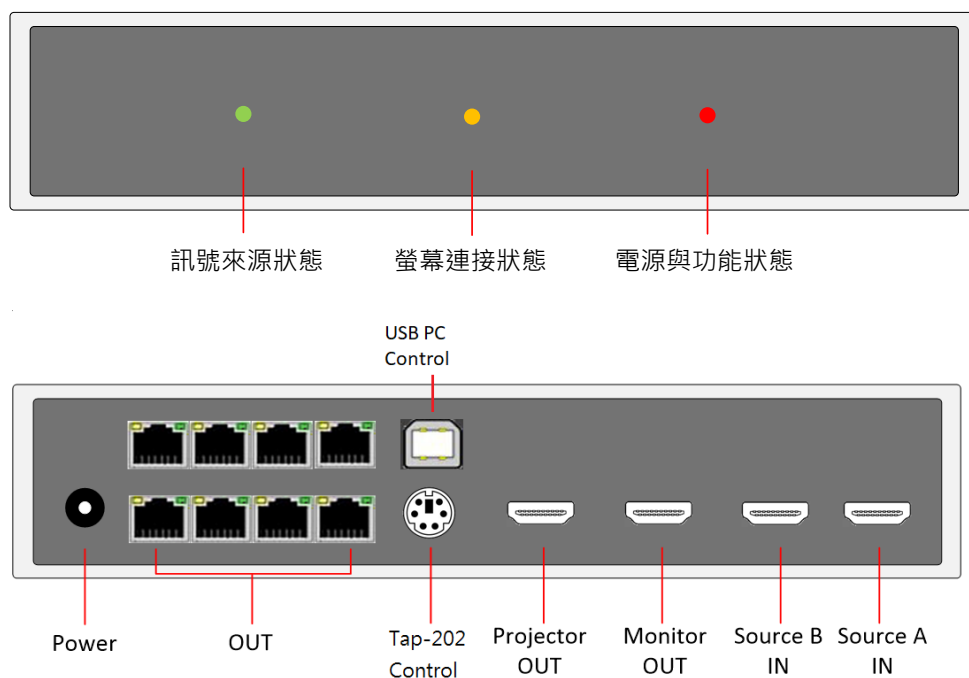 訊號來源狀態
螢幕連接狀態
電源與功能狀態
USB PC
Control
Power
OUT
Tap-202
Control
Projector
OUT
Monitor
OUT
Source B
IN
Source A
IN